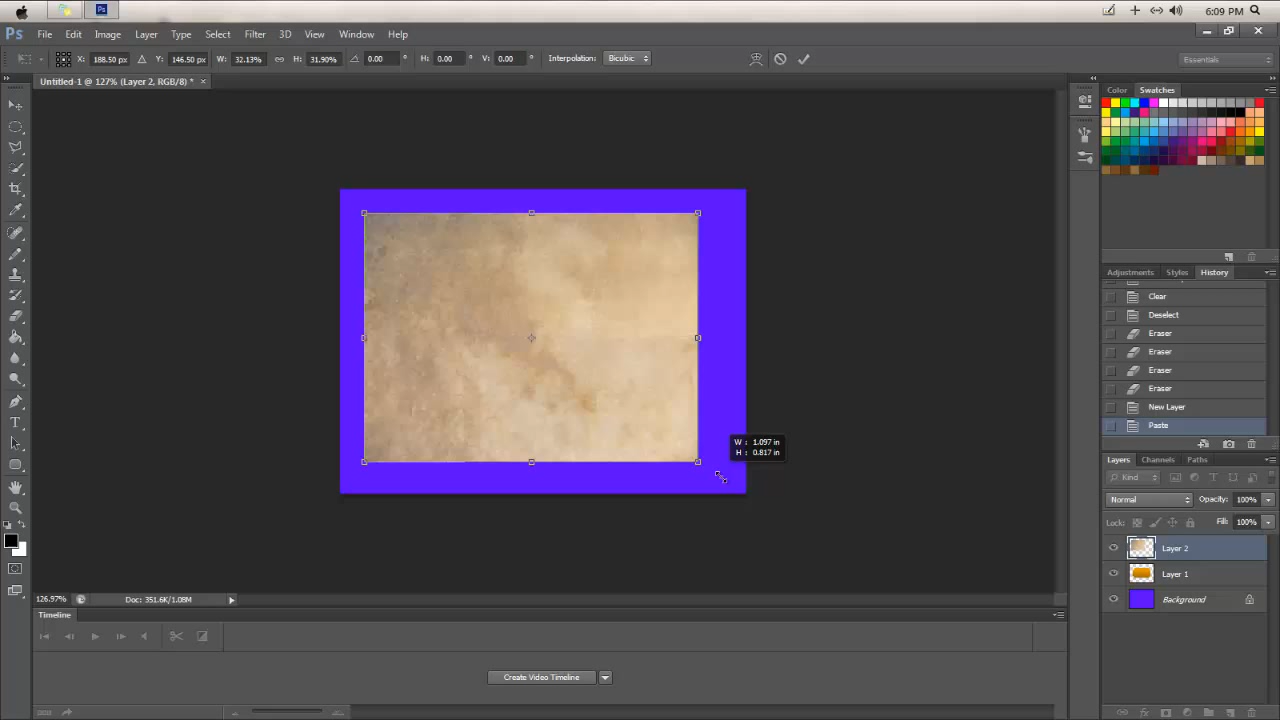 6:09 PM
Ps File Edit Image Layer Type Select Filter 3D View Window Help
X: 188.50 px Y: 146.50 px W: 32.13% H: 31.90% 0.00 ° H: 0.00 ° V: 0.00 ° Interpolation: Bicubic Essentials
Untitled-1 @ 127% (Layer 2, RGB/8) * ×
Color Swatches
Adjustments Styles History
Clear
Deselect
Eraser
Eraser
Eraser
Eraser
New Layer
Paste
W : 1.097 in
H : 0.817 in
Layers Channels Paths
Kind
Normal Opacity: 100%
Lock: Fill: 100%
Layer 2
Layer 1
Background
126.97% Doc: 351.6K/1.08M
Timeline
Create Video Timeline